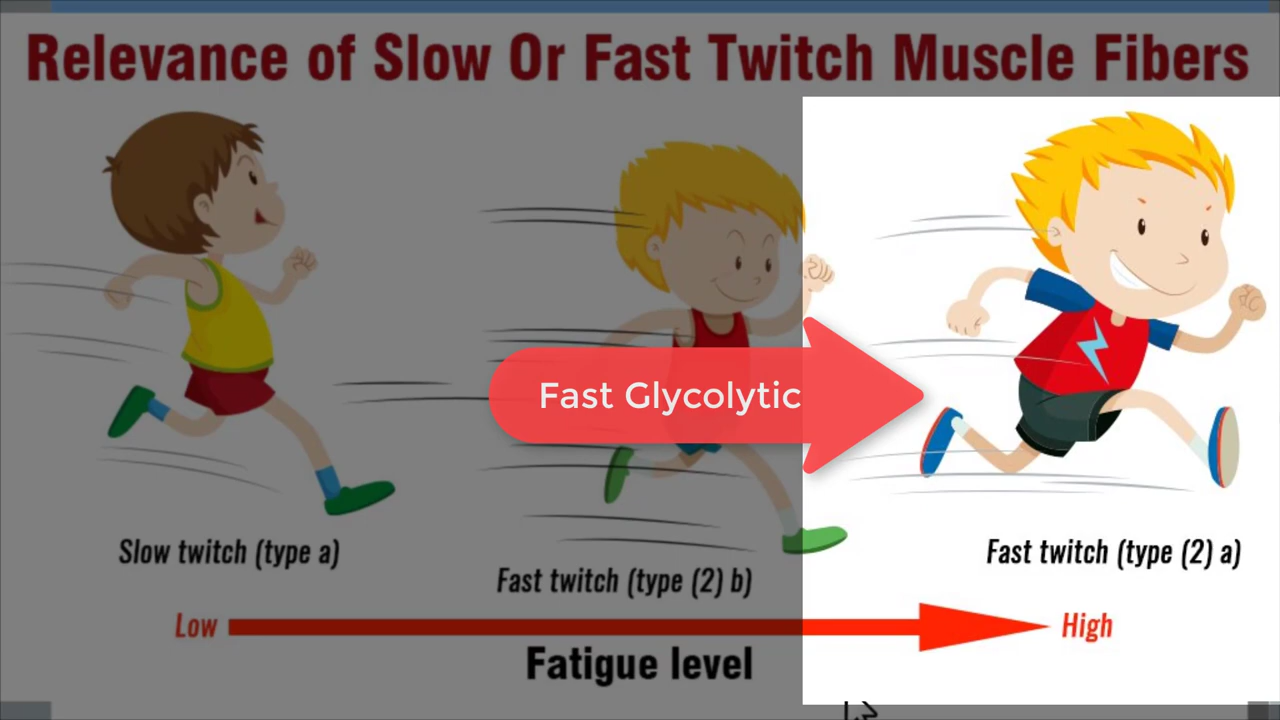 Relevance of Slow Or Fast Twitch Muscle Fibers
Fast Glycolytic
Slow twitch (type a)
Fast twitch (type (2) b)
Fast twitch (type (2) a)
Low
High
Fatigue level